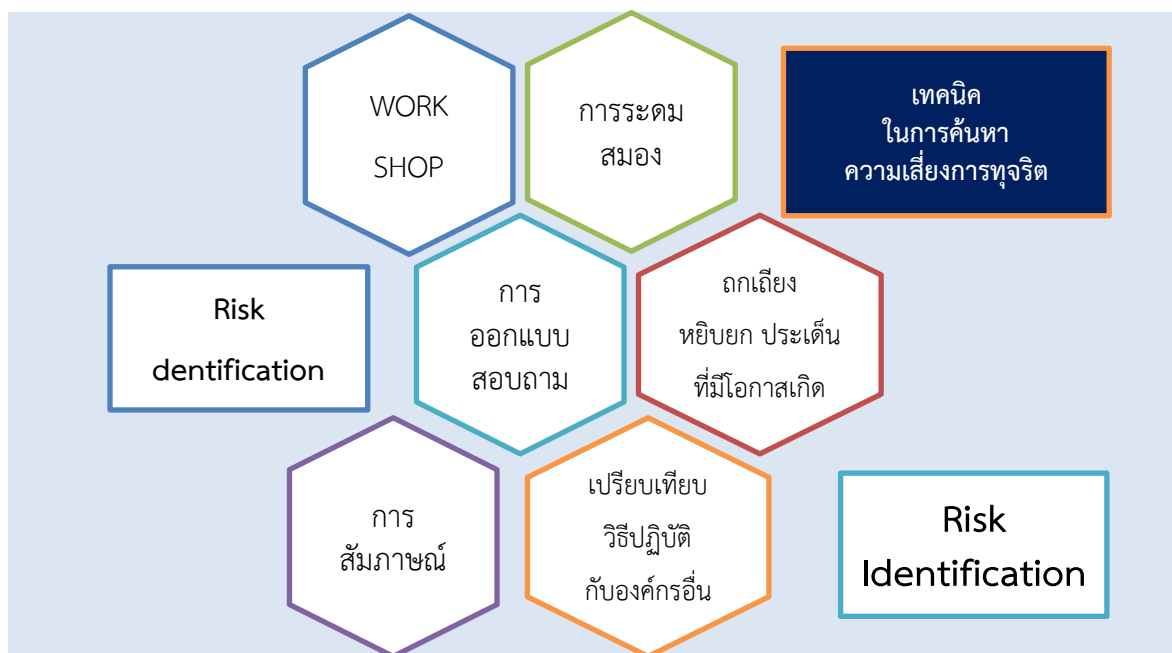 WORK
SHOP
การระดม
สมอง
เทคนิค
ในการค้นหา
ความเสี่ยงการทุจริต
Risk
dentification
การ
ออกแบบ
สอบถาม
ถกเถียง
หยิบยก ประเด็น
ที่มีโอกาสเกิด
การ
สัมภาษณ์
เปรียบเทียบ
วิธีปฏิบัติ
กับองค์กรอื่น
Risk
Identification